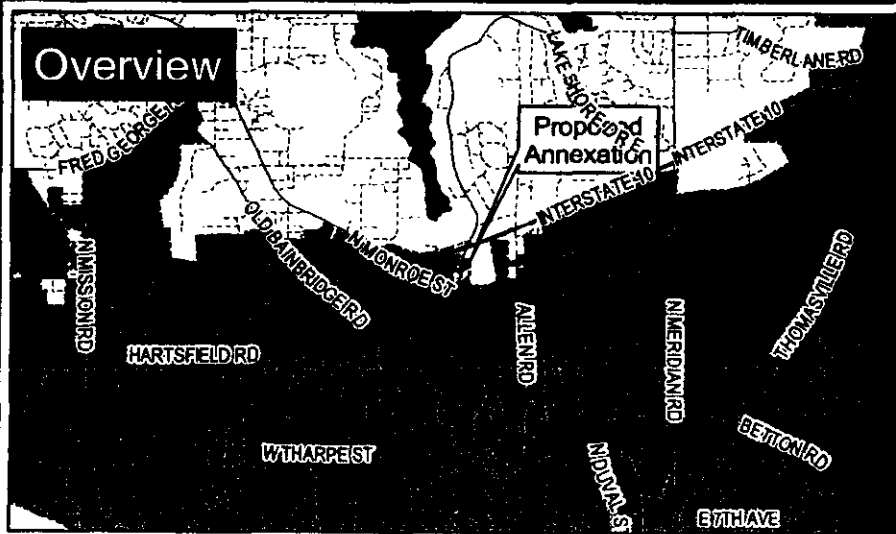 Overview
TIMBERLANE RD
LAKE SHORE DR
Proposed
Annexation
FRED GEORGE
INTERSTATE 10
INTERSTATE 10
OLD BAINBRIDGE RD
N MONROE ST
N MISSION RD
THOMASVILLE RD
ALLEN RD
N MERIDIAN RD
HARTSFIELD RD
BETTON RD
W THARPE ST
N DUVAL S
E 7TH AVE